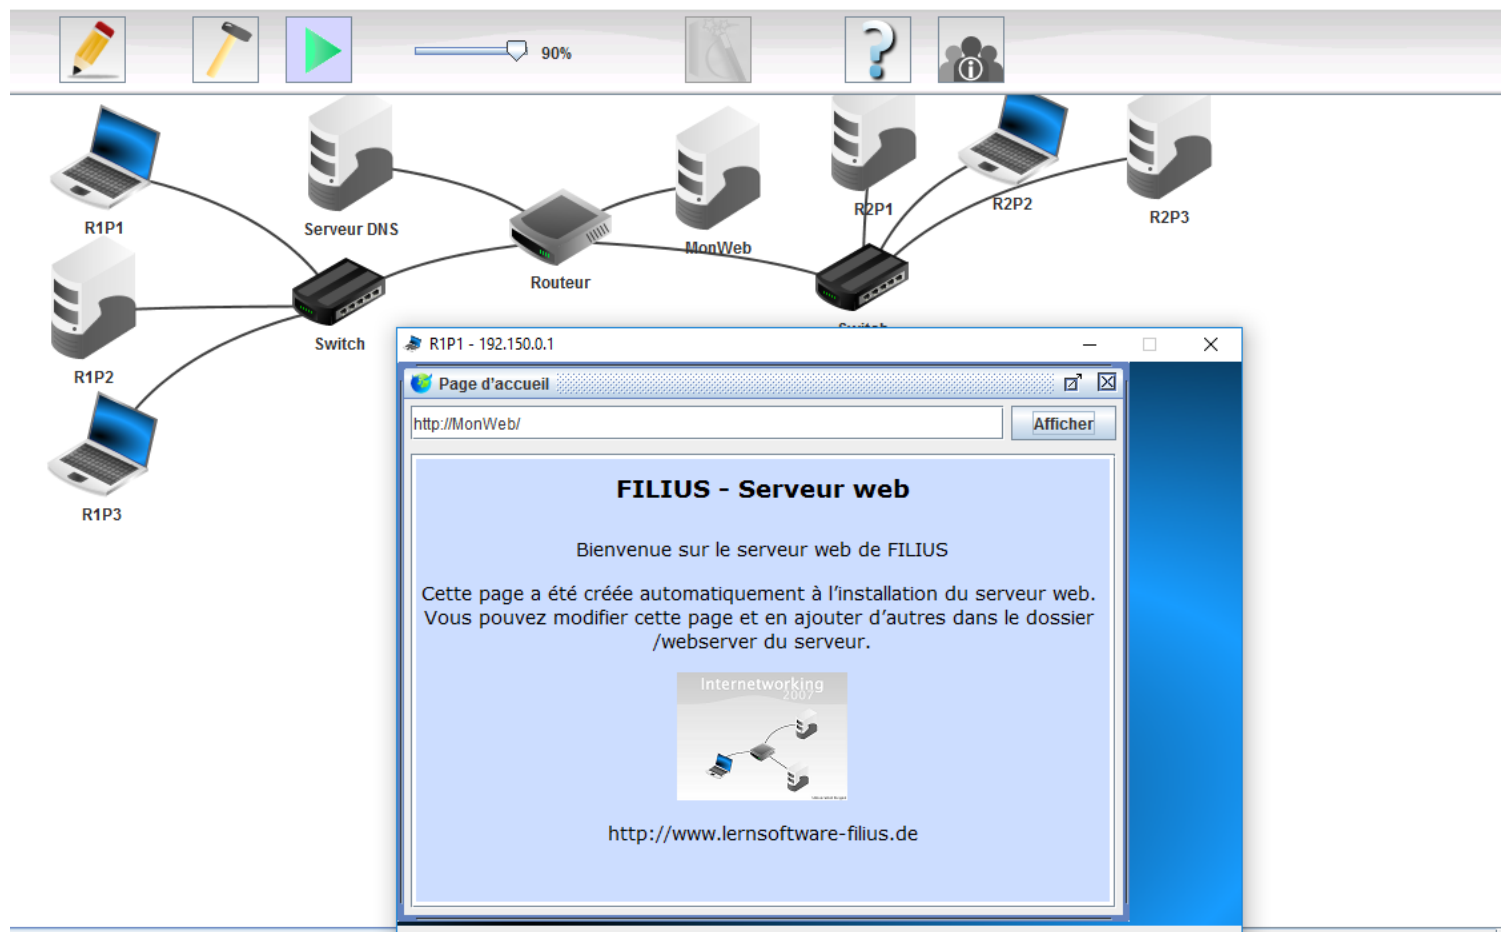 90%
R1P1
Serveur DNS
MonWeb
R2P1
R2P2
R2P3
Routeur
Switch
R1P2
R1P3
Switch
R1P1 - 192.150.0.1
Page d'accueil
http://MonWeb/
Afficher
FILIUS - Serveur web
Bienvenue sur le serveur web de FILIUS
Cette page a été créée automatiquement à l'installation du serveur web.
Vous pouvez modifier cette page et en ajouter d'autres dans le dossier
/webserver du serveur.
Internetworking
2007
http://www.lernsoftware-filius.de